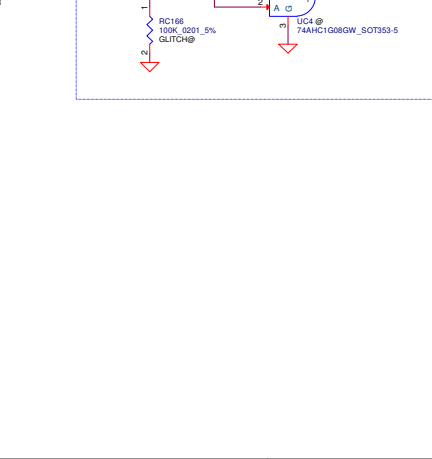 1
2
A
G
RC166
100K_0201_5%
GLITCH@
2
3
UC4 @
74AHC1G08GW_SOT353-5